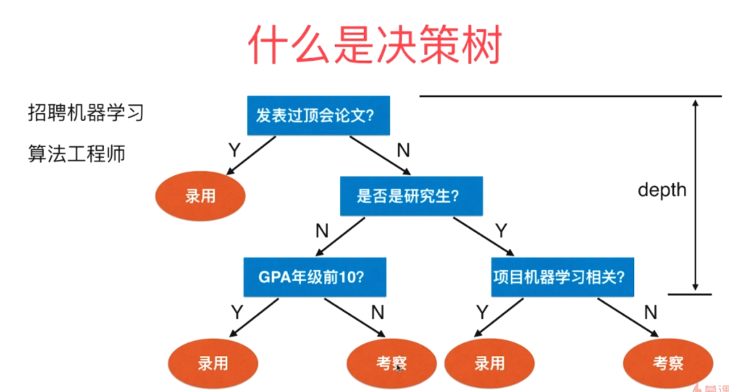 什么是决策树
招聘机器学习
算法工程师
发表过顶会论文?
Y
N
录用
是否是研究生?
depth
N
Y
GPA年级前10?
项目机器学习相关?
Y
N
Y
N
录用
考察
录用
考察